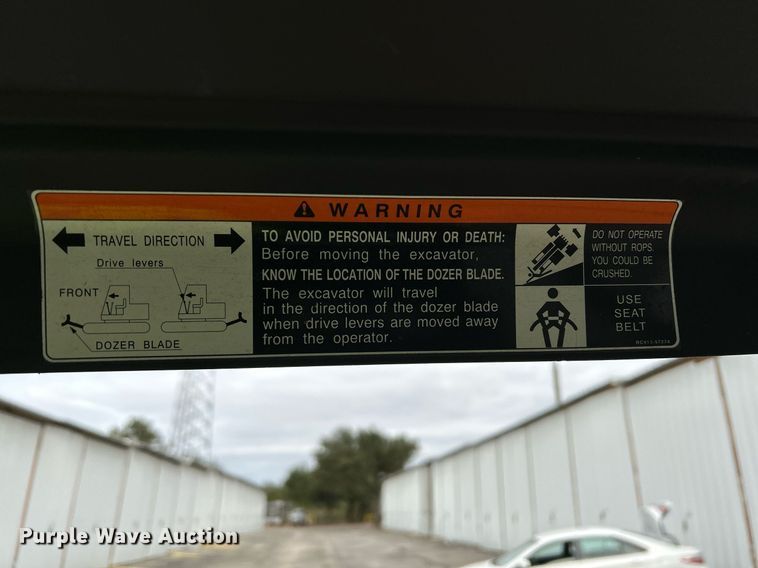 WARNING
TRAVEL DIRECTION
Drive levers
FRONT
DOZER BLADE
TO AVOID PERSONAL INJURY OR DEATH:
Before moving the excavator,
KNOW THE LOCATION OF THE DOZER BLADE.
The excavator will travel
in the direction of the dozer blade
when drive levers are moved away
from the operator.
DO NOT OPERATE
WITHOUT ROPS.
YOU COULD BE
CRUSHED.
USE
SEAT
BELT
Purple Wave Auction